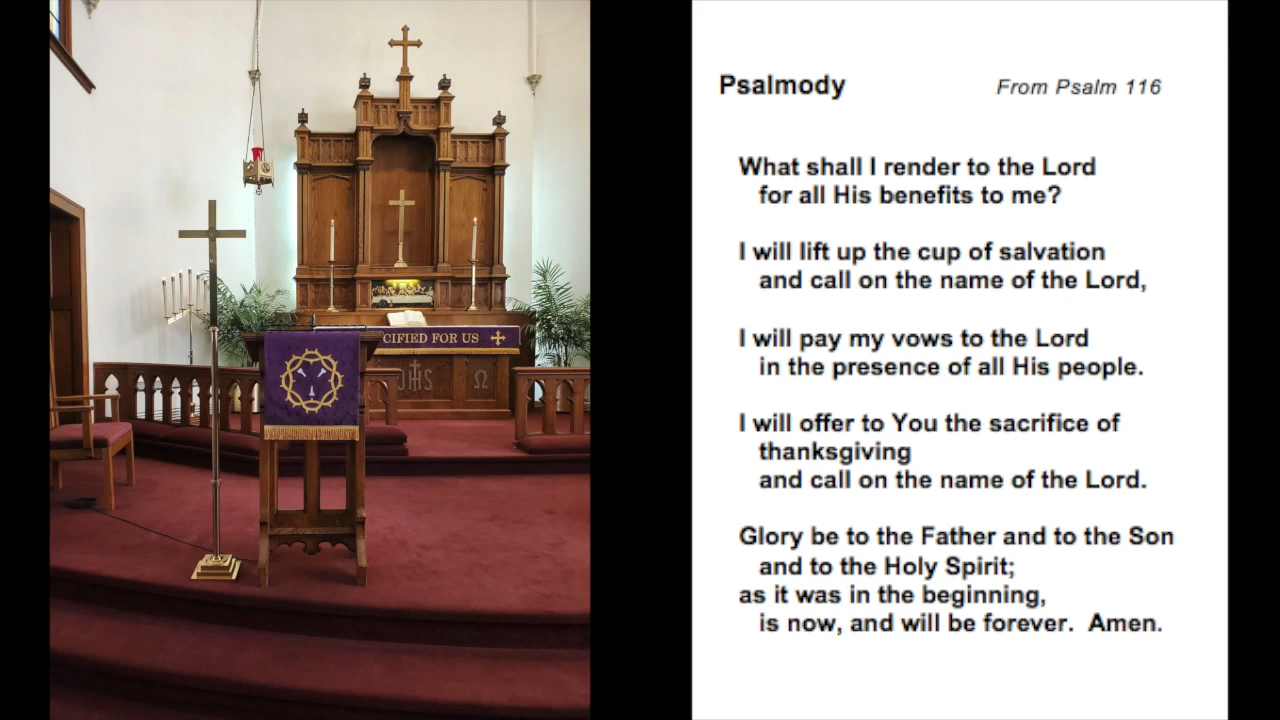 CIFIED FOR US
IHS Ω
Psalmody From Psalm 116
What shall I render to the Lord
for all His benefits to me?
I will lift up the cup of salvation
and call on the name of the Lord,
I will pay my vows to the Lord
in the presence of all His people.
I will offer to You the sacrifice of
thanksgiving
and call on the name of the Lord.
Glory be to the Father and to the Son
and to the Holy Spirit;
as it was in the beginning,
is now, and will be forever. Amen.